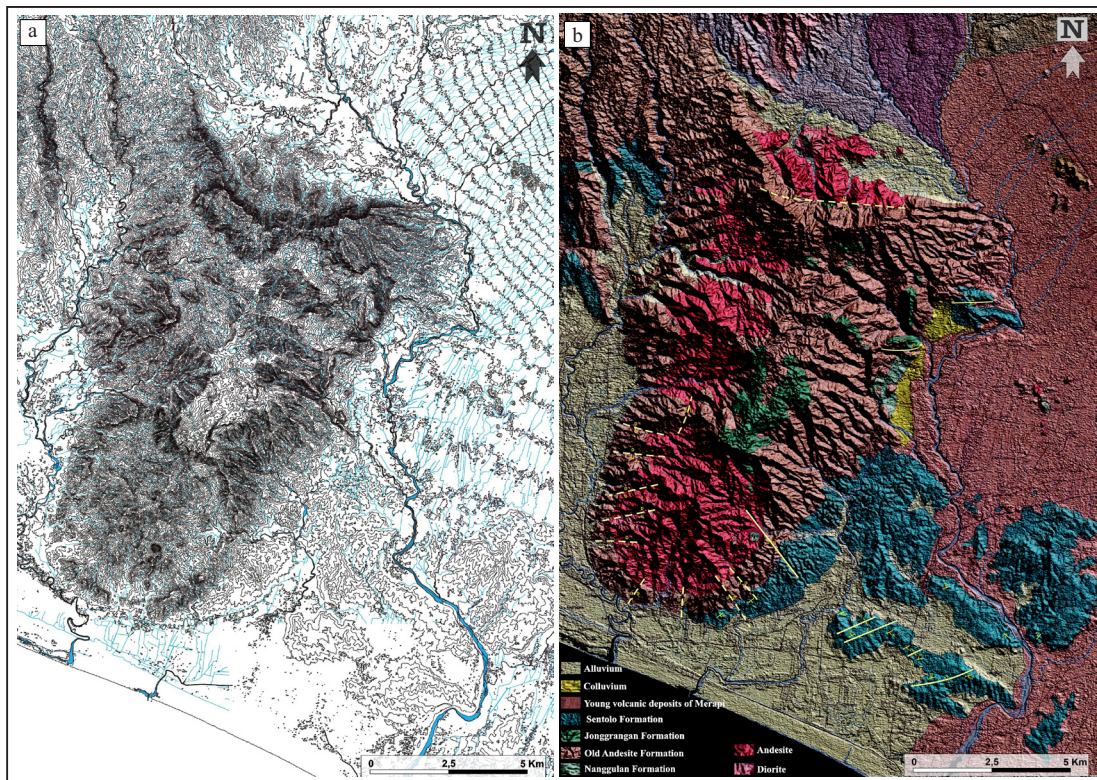 a
N
0 2,5 5 Km
b
N
Alluvium
Colluvium
Young volcanic deposits of Merapi
Sentolo Formation
Jonggrangan Formation
Old Andesite Formation
Nanggulan Formation
Andesite
Diorite
0 2,5 5 Km